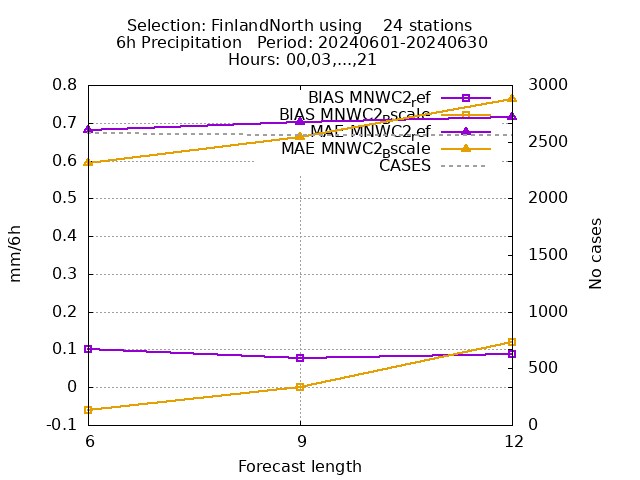 Selection: FinlandNorth using    24 stations
6h Precipitation   Period: 20240601-20240630
Hours: 00,03,...,21
BIAS MNWC2_ref
BIAS MNWC2_Bscale
MAE MNWC2_ref
MAE MNWC2_Bscale
CASES
0.8
0.7
0.6
0.5
0.4
0.3
0.2
0.1
0
-0.1
3000
2500
2000
1500
1000
500
0
mm/6h
No cases
6
9
12
Forecast length